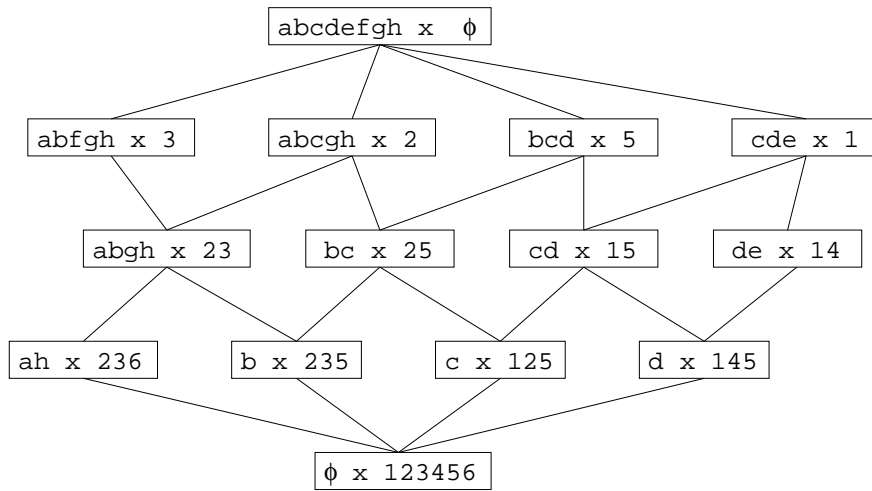 abcdefgh x ϕ
abfgh x 3
abcgh x 2
bcd x 5
cde x 1
abgh x 23
bc x 25
cd x 15
de x 14
ah x 236
b x 235
c x 125
d x 145
ϕ x 123456